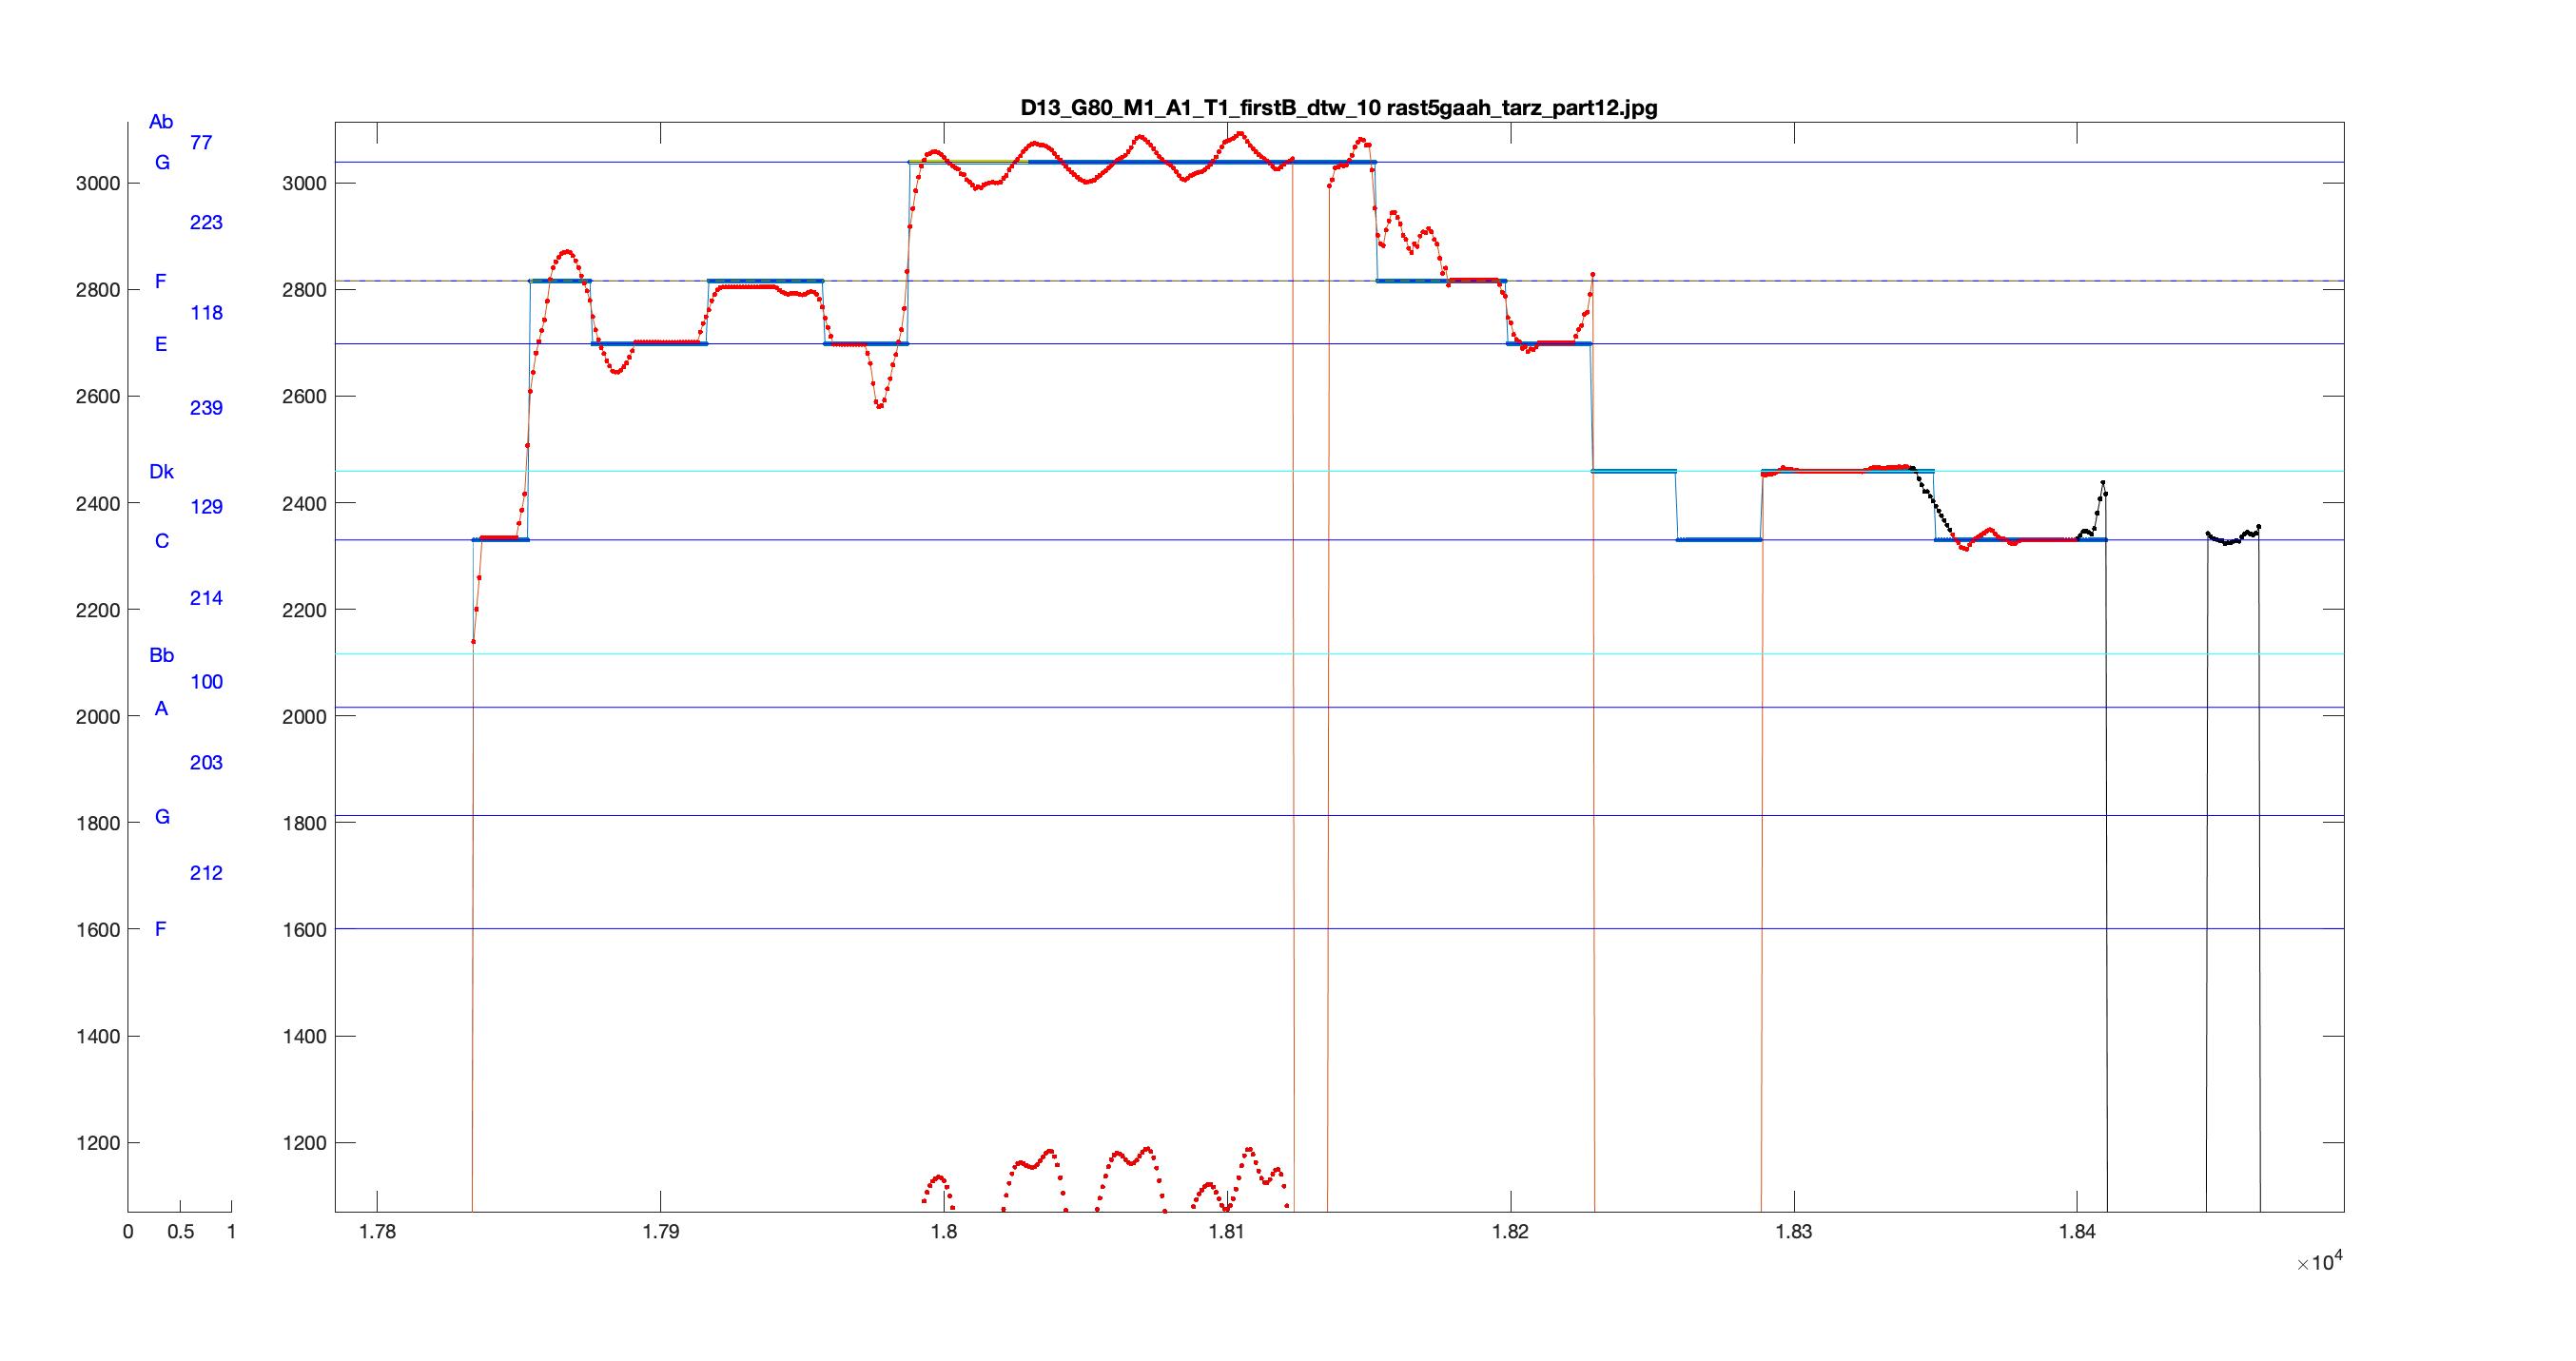 D13_G80_M1_A1_T1_firstB_dtw_10 rast5gaah_tarz_part12.jpg
Ab
77
G
3000 3000
223
F
2800 2800
118
E
2600 2600
239
Dk
2400 2400
129
C
214
2200 2200
Bb
100
A
2000 2000
203
G
1800 1800
212
F
1600 1600
1400 1400
1200 1200
0 0.5 1 1.78 1.79 1.8 1.81 1.82 1.83 1.84
×10^4